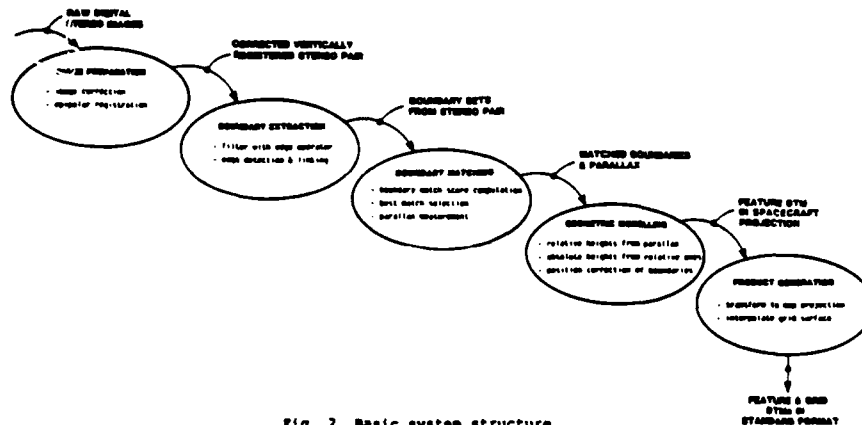 RAW DIGITAL
STEREO IMAGES
IMAGE PREPARATION
- image correction
- epipolar registration
CORRECTED VERTICALLY
REGISTERED STEREO PAIR
BOUNDARY EXTRACTION
- filter with edge operator
- edge detection & linking
BOUNDARY SETS
FROM STEREO PAIR
BOUNDARY MATCHING
- boundary match score computation
- best match selection
- parallax measurement
MATCHED BOUNDARIES
& PARALLAX
GEOMETRIC MODELLING
- relative heights from parallax
- absolute heights from relative ones
- position correction of boundaries
FEATURE DTM
IN SPACECRAFT
PROJECTION
PRODUCT GENERATION
- transform to map projection
- interpolate grid surface
FEATURE & GRID
DTMs IN
STANDARD FORMAT
Fig. 2 Basic system structure